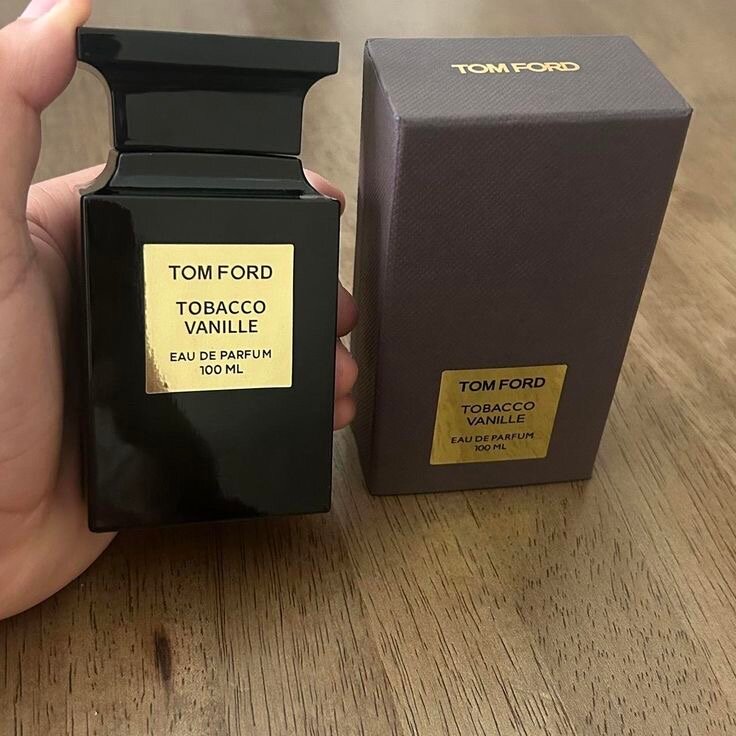 TOM FORD
TOBACCO
VANILLE
EAU DE PARFUM
100 ML
TOM FORD
TOM FORD
TOBACCO
VANILLE
EAU DE PARFUM
100 ML